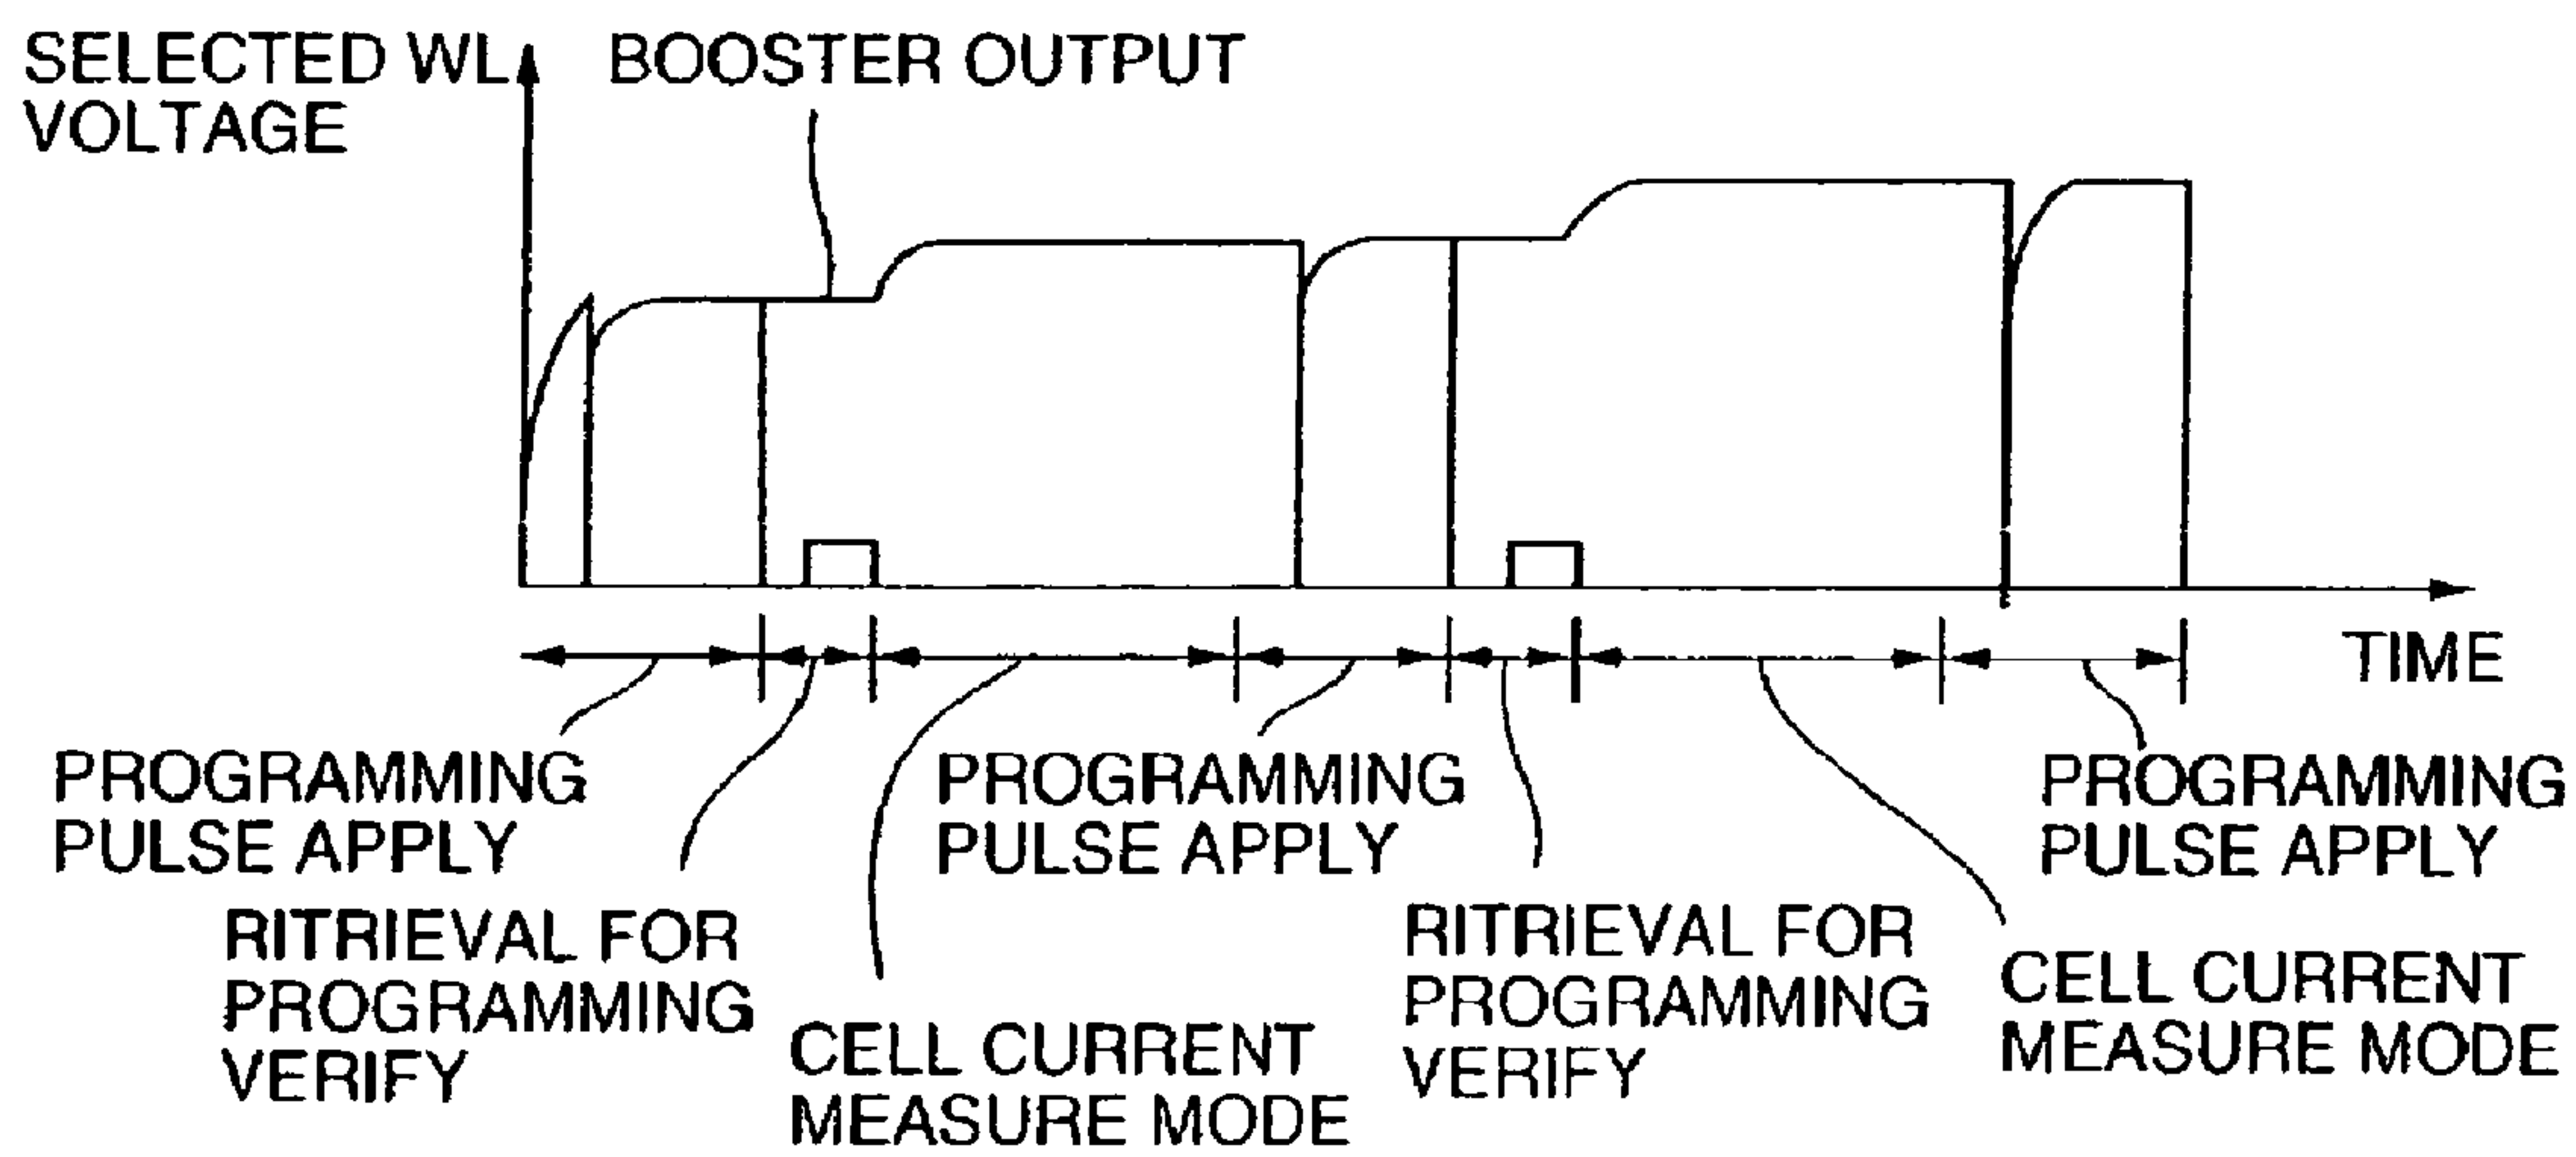 SELECTED WL
VOLTAGE
BOOSTER OUTPUT
TIME
PROGRAMMING
PULSE APPLY
RITRIEVAL FOR
PROGRAMMING
VERIFY
CELL CURRENT
MEASURE MODE
PROGRAMMING
PULSE APPLY
RITRIEVAL FOR
PROGRAMMING
VERIFY
CELL CURRENT
MEASURE MODE
PROGRAMMING
PULSE APPLY